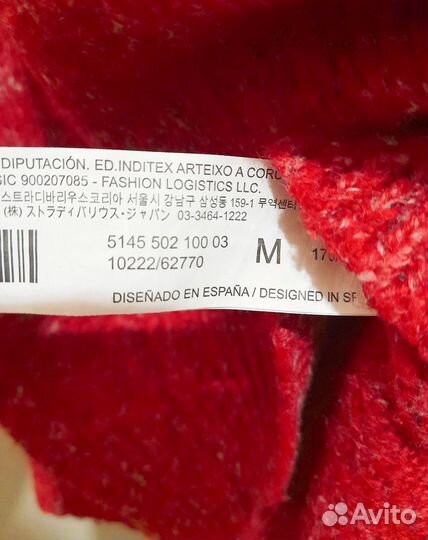 DIPUTACIÓN. ED.INDITEX ARTEIXO A
SIC 900207085 - FASHION LOGISTICS LLC.
스트라디바리우스코리아 서울시 강남구 삼성동 159-1 무역센터
(株) ストラディバリウス・ジャパン 03-3464-1222
5145 502 100 03 M
10222/62770
DISEÑADO EN ESPAÑA / DESIGNED IN
Avito